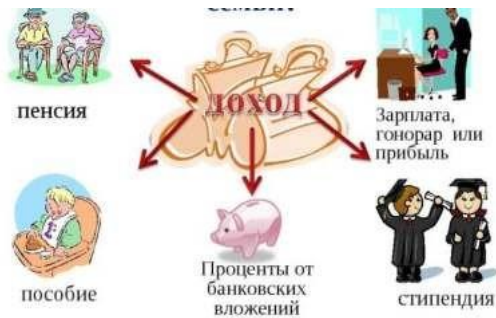 доход
пенсия
Зарплата,
гонорар или
прибыль
пособие
Проценты от
банковских
вложений
стипендия